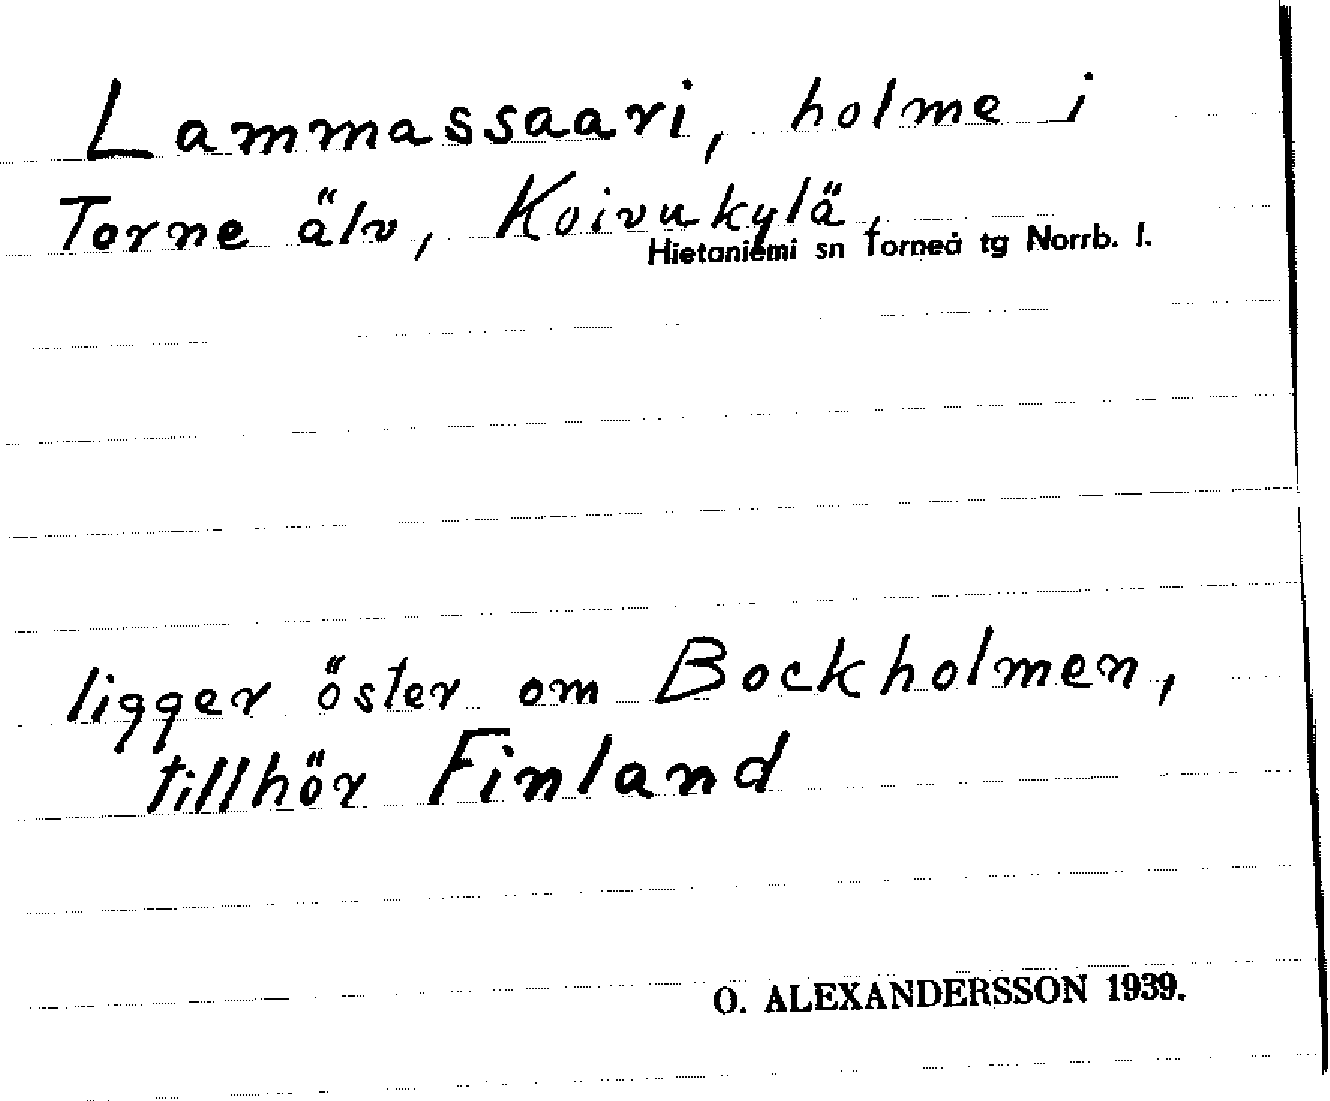 Lammassaari, holme i
Torne älv, Koivukylä,
Hietaniemi sn Torneå tg Norrb. l.
ligger öster om Bockholmen,
tillhör Finland
O. ALEXANDERSSON 1939.